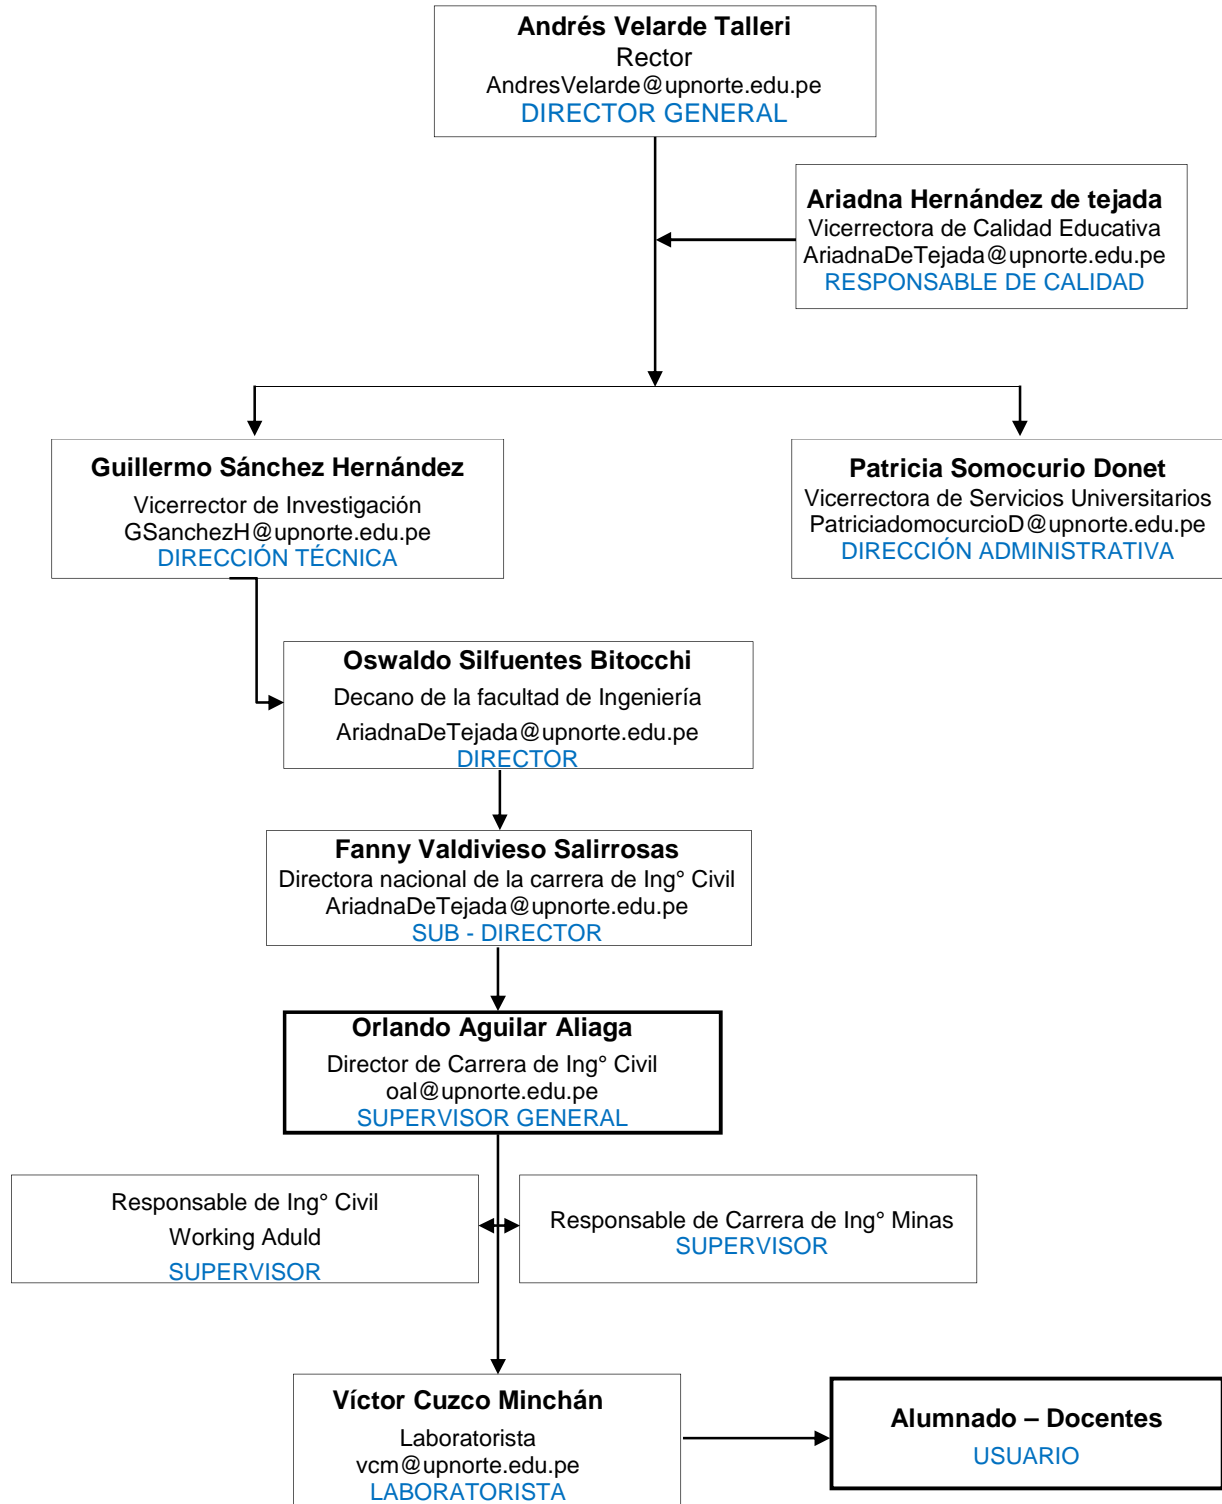 Andrés Velarde Talleri
Rector
AndresVelarde@upnorte.edu.pe
DIRECTOR GENERAL
Ariadna Hernández de tejada
Vicerrectora de Calidad Educativa
AriadnaDeTejada@upnorte.edu.pe
RESPONSABLE DE CALIDAD
Guillermo Sánchez Hernández
Vicerrector de Investigación
GSanchezH@upnorte.edu.pe
DIRECCIÓN TÉCNICA
Patricia Somocurio Donet
Vicerrectora de Servicios Universitarios
PatriciadomocurcioD@upnorte.edu.pe
DIRECCIÓN ADMINISTRATIVA
Oswaldo Silfuentes Bitocchi
Decano de la facultad de Ingeniería
AriadnaDeTejada@upnorte.edu.pe
DIRECTOR
Fanny Valdivieso Salirrosas
Directora nacional de la carrera de Ing° Civil
AriadnaDeTejada@upnorte.edu.pe
SUB - DIRECTOR
Orlando Aguilar Aliaga
Director de Carrera de Ing° Civil
oal@upnorte.edu.pe
SUPERVISOR GENERAL
Responsable de Ing° Civil
Working Aduld
SUPERVISOR
Responsable de Carrera de Ing° Minas
SUPERVISOR
Víctor Cuzco Minchán
Laboratorista
vcm@upnorte.edu.pe
LABORATORISTA
Alumnado – Docentes
USUARIO